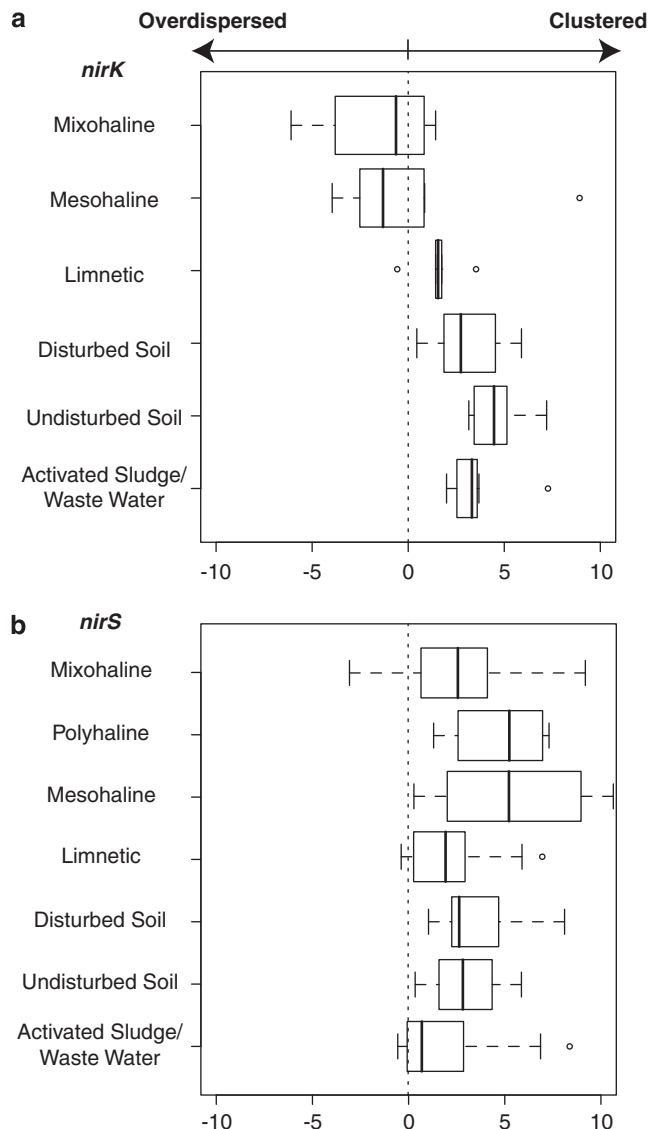 a
Overdispersed Clustered
nirK
Mixohaline
Mesohaline
Limnetic
Disturbed Soil
Undisturbed Soil
Activated Sludge/
Waste Water
-10 -5 0 5 10
b
nirS
Mixohaline
Polyhaline
Mesohaline
Limnetic
Disturbed Soil
Undisturbed Soil
Activated Sludge/
Waste Water
-10 -5 0 5 10